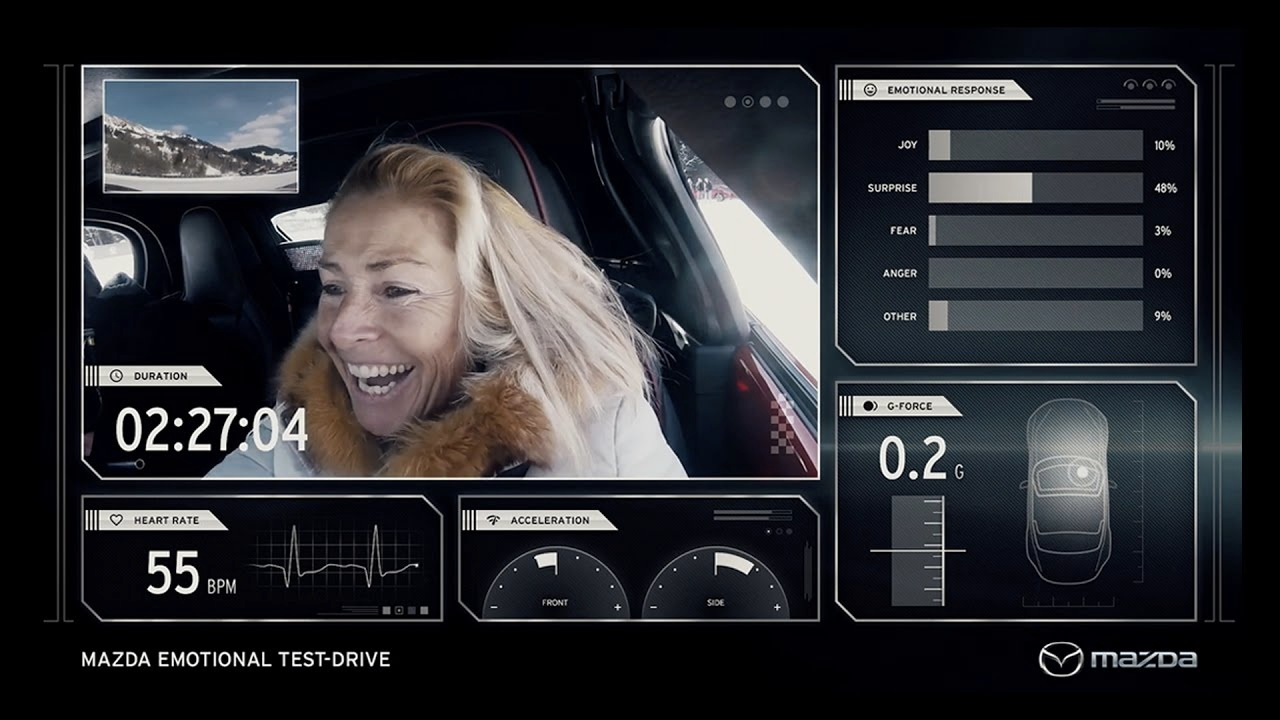 EMOTIONAL RESPONSE
JOY 10%
SURPRISE 48%
FEAR 3%
ANGER 0%
OTHER 9%
DURATION
02:27:04
G-FORCE
0.2 G
HEART RATE
55 BPM
ACCELERATION
FRONT
- +
SIDE
- +
MAZDA EMOTIONAL TEST-DRIVE
mazda